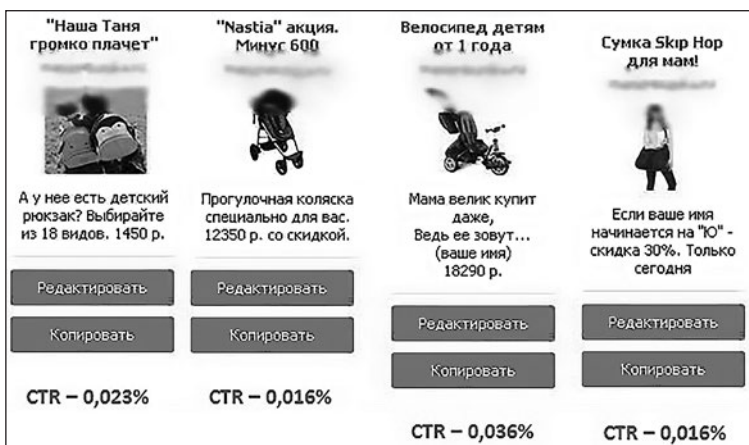 "Наша Таня
громко плачет"
А у нее есть детский
рюкзак? Выбирайте
из 18 видов. 1450 р.
Редактировать
Копировать
CTR – 0,023%
"Nastia" акция.
Минус 600
Прогулочная коляска
специально для вас.
12350 р. со скидкой.
Редактировать
Копировать
CTR – 0,016%
Велосипед детям
от 1 года
Мама велик купит
даже,
Ведь ее зовут...
(ваше имя)
18290 р.
Редактировать
Копировать
CTR – 0,036%
Сумка Skip Hop
для мам!
Если ваше имя
начинается на "Ю" -
скидка 30%. Только
сегодня
Редактировать
Копировать
CTR – 0,016%